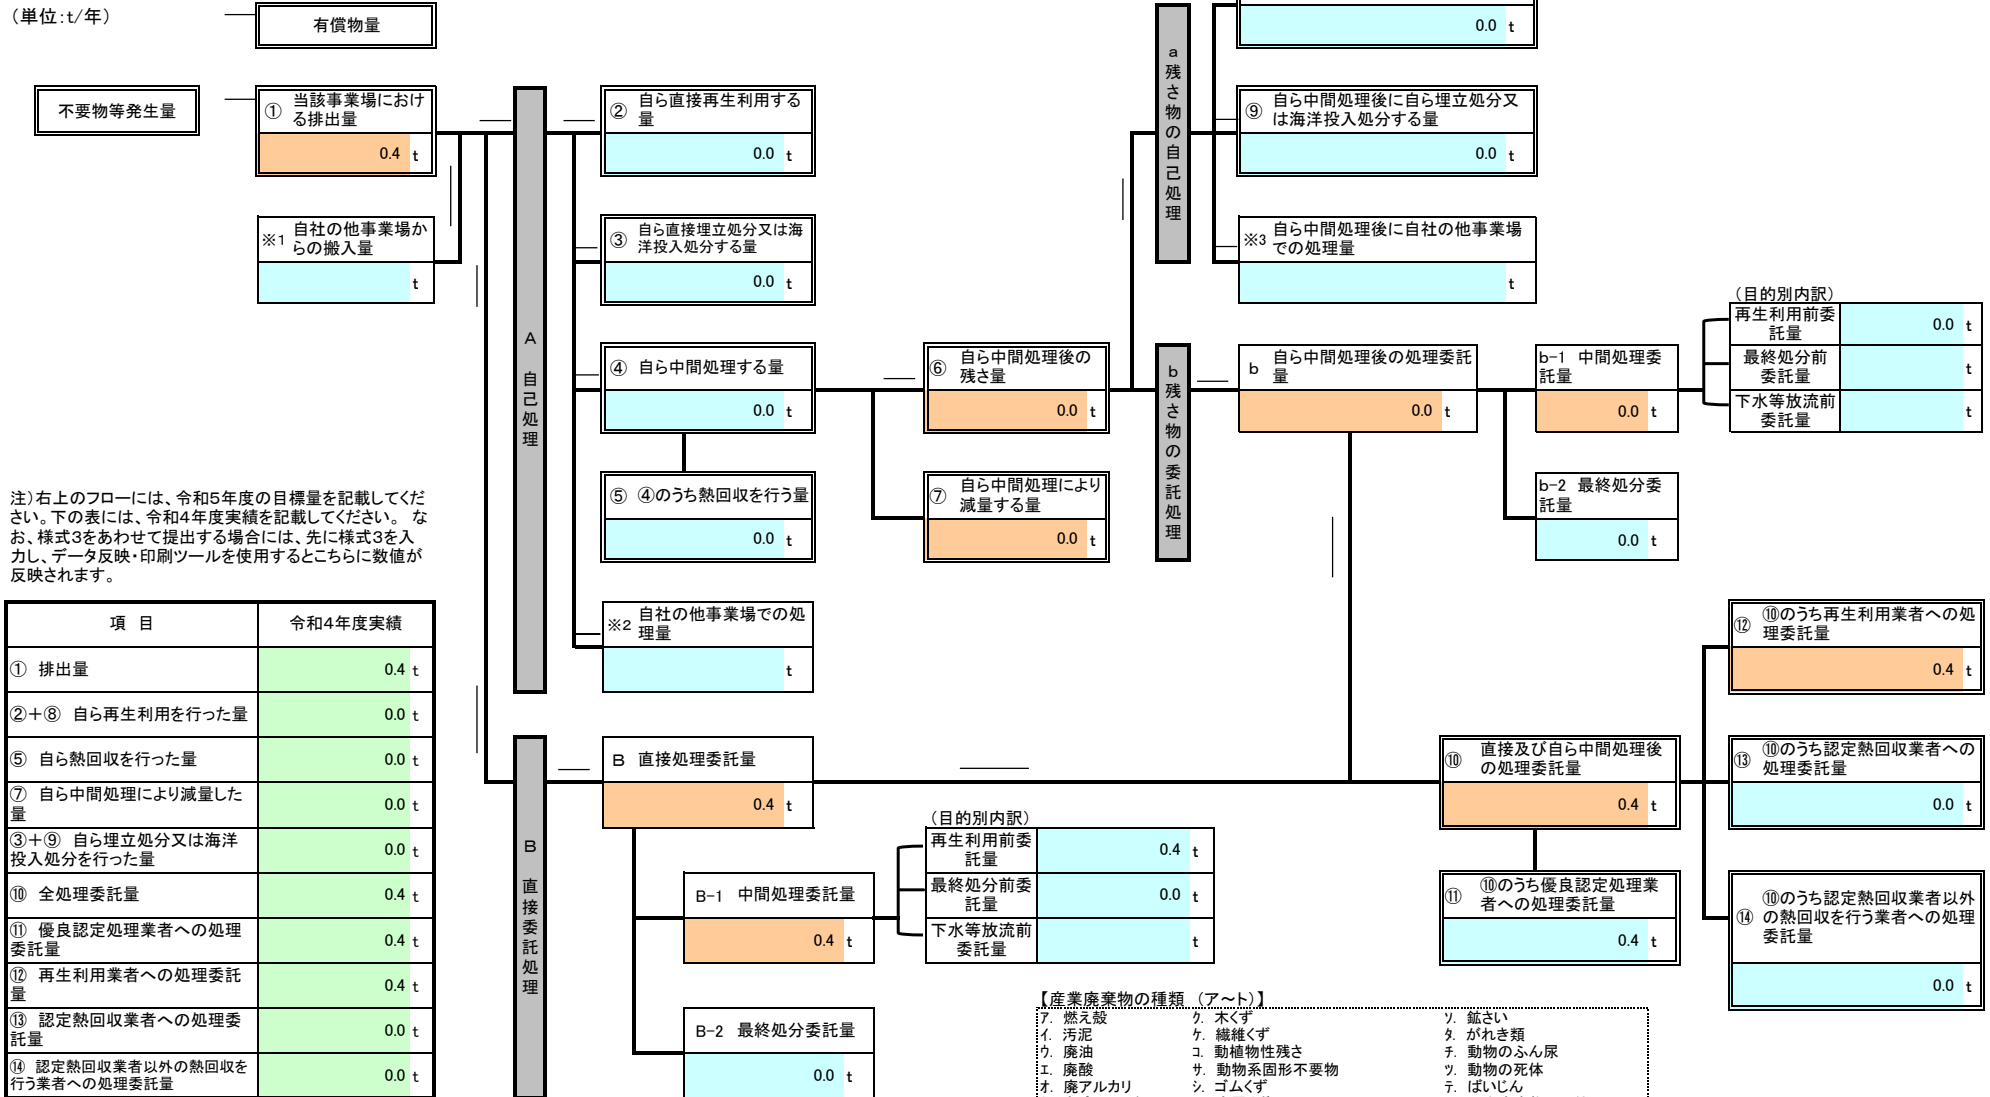 （単位：t/年）
有償物量
不要物等発生量
① 当該事業場におけ
る排出量
0.4 t
※1 自社の他事業場か
らの搬入量
t
A 自己処理
② 自ら直接再生利用する
量
0.0 t
③ 自ら直接埋立処分又は海
洋投入処分する量
0.0 t
④ 自ら中間処理する量
0.0 t
⑤ ④のうち熱回収を行う量
0.0 t
※2 自社の他事業場での処
理量
t
⑥ 自ら中間処理後の
残さ量
0.0 t
⑦ 自ら中間処理により
減量する量
0.0 t
a 残さ物の自己処理
0.0 t
⑨ 自ら中間処理後に自ら埋立処分又
は海洋投入処分する量
0.0 t
※3 自ら中間処理後に自社の他事業場
での処理量
t
b 残さ物の委託処理
b 自ら中間処理後の処理委託
量
0.0 t
b-1 中間処理委
託量
0.0 t
b-2 最終処分委
託量
0.0 t
（目的別内訳）
再生利用前委
託量
0.0 t
最終処分前
委託量
t
下水等放流前
委託量
t
注）右上のフローには、令和5年度の目標量を記載してくだ
さい。下の表には、令和4年度実績を記載してください。 な
お、様式3をあわせて提出する場合には、先に様式3を入
力し、データ反映・印刷ツールを使用するとこちらに数値が
反映されます。
項 目 令和4年度実績
① 排出量 0.4 t
②＋⑧ 自ら再生利用を行った量 0.0 t
⑤ 自ら熱回収を行った量 0.0 t
⑦ 自ら中間処理により減量した
量 0.0 t
③＋⑨ 自ら埋立処分又は海洋
投入処分を行った量 0.0 t
⑩ 全処理委託量 0.4 t
⑪ 優良認定処理業者への処理
委託量 0.4 t
⑫ 再生利用業者への処理委託
量 0.4 t
⑬ 認定熱回収業者への処理委
託量 0.0 t
⑭ 認定熱回収業者以外の熱回収を
行う業者への処理委託量 0.0 t
B 直接委託処理
B 直接処理委託量
0.4 t
B-1 中間処理委託量
0.4 t
B-2 最終処分委託量
0.0 t
（目的別内訳）
再生利用前委
託量
0.4 t
最終処分前委
託量
0.0 t
下水等放流前
委託量
t
⑩ 直接及び自ら中間処理後
の処理委託量
0.4 t
⑪ ⑩のうち優良認定処理業
者への処理委託量
0.4 t
⑫ ⑩のうち再生利用業者への処
理委託量
0.4 t
⑬ ⑩のうち認定熱回収業者への
処理委託量
0.0 t
⑭ ⑩のうち認定熱回収業者以外
の熱回収を行う業者への処理
委託量
0.0 t
【産業廃棄物の種類 （ア～ト）】
ア. 燃え殻 ク. 木くず ソ. 鉱さい
イ. 汚泥 ケ. 繊維くず タ. がれき類
ウ. 廃油 コ. 動植物性残さ チ. 動物のふん尿
エ. 廃酸 サ. 動物系固形不要物 ツ. 動物の死体
オ. 廃アルカリ シ. ゴムくず テ. ばいじん